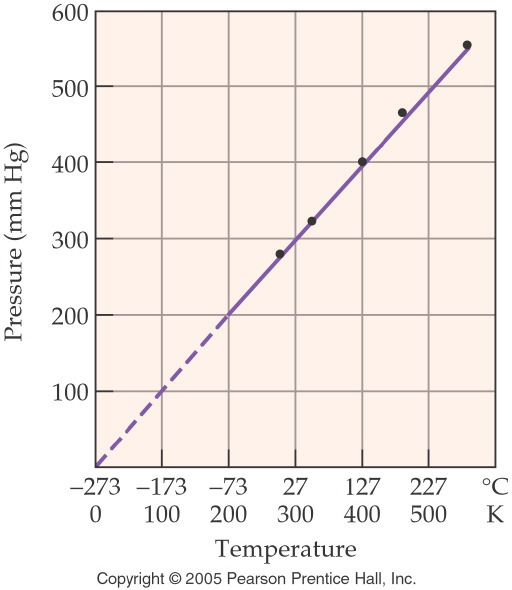 600
500
400
300
200
100
Pressure (mm Hg)
−273 −173 −73 27 127 227 °C
0 100 200 300 400 500 K
Temperature
Copyright © 2005 Pearson Prentice Hall, Inc.